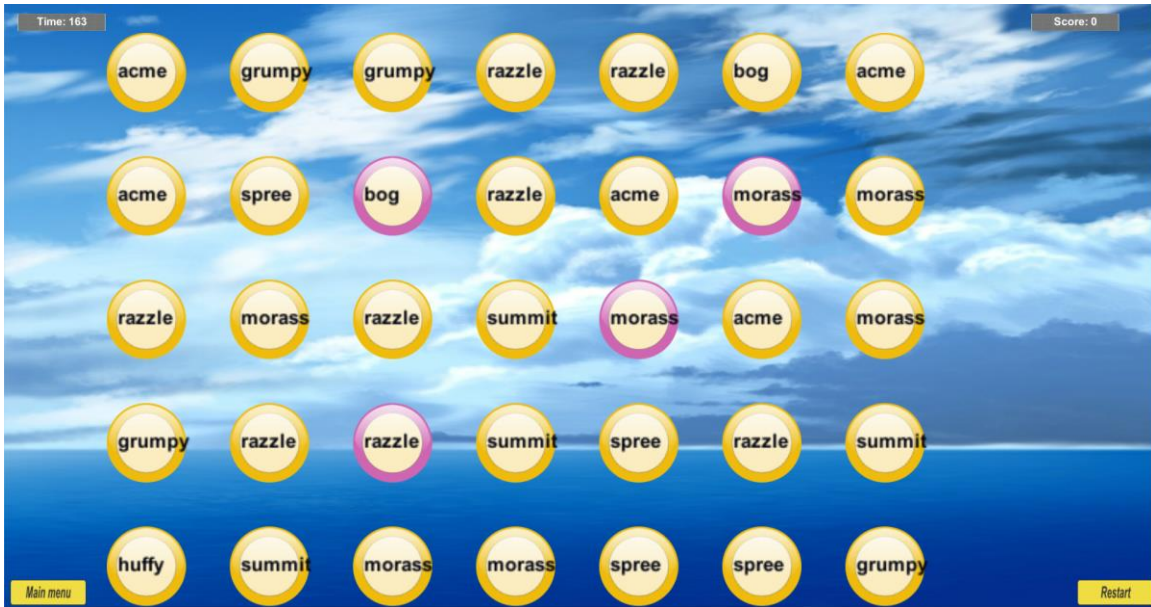 Time: 163 Score: 0
acme grumpy grumpy razzle razzle bog acme
acme spree bog razzle acme morass morass
razzle morass razzle summit morass acme morass
grumpy razzle razzle summit spree razzle summit
huffy summit morass morass spree spree grumpy
Main menu Restart